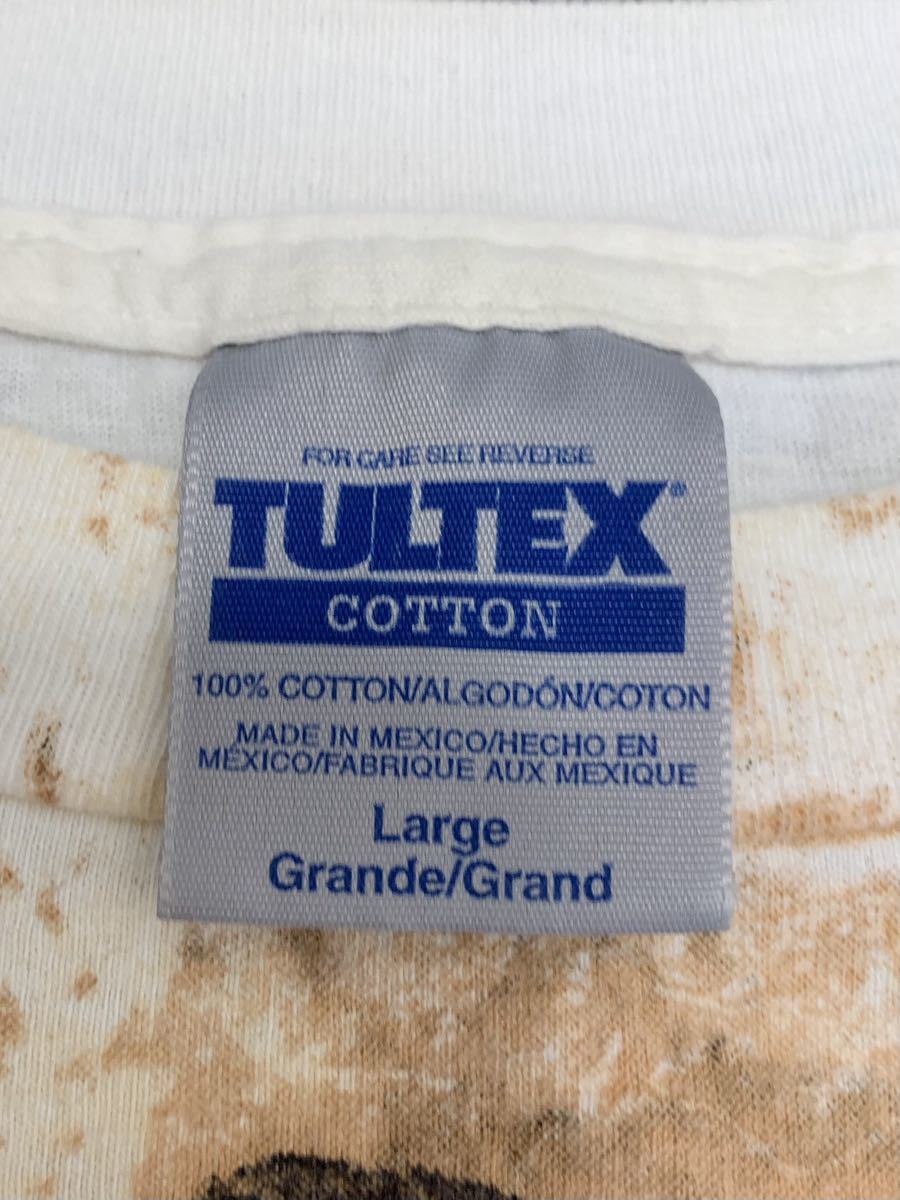 FOR CARE SEE REVERSE
TULTEX®
COTTON
100% COTTON/ALGODÓN/COTON
MADE IN MEXICO/HECHO EN
MÉXICO/FABRIQUE AUX MEXIQUE
Large
Grande/Grand